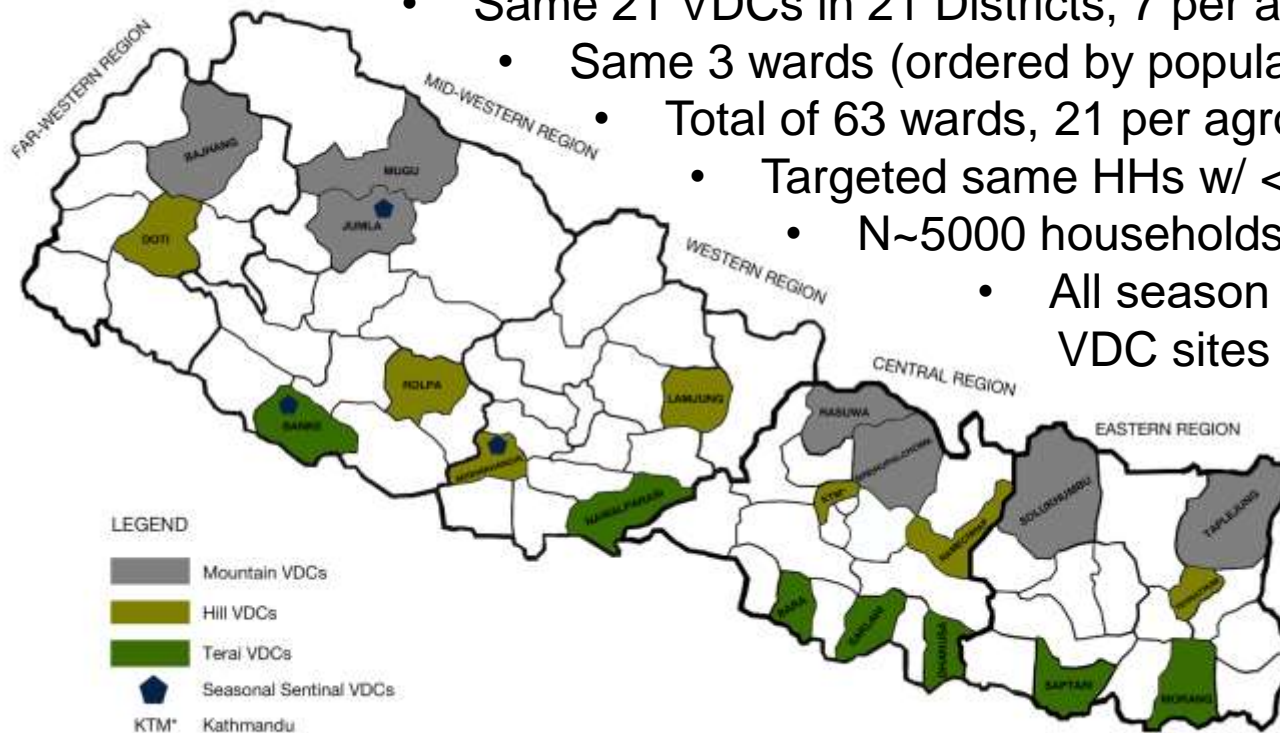 • Same 21 VDCs in 21 Districts, 7 per a
• Same 3 wards (ordered by popula
• Total of 63 wards, 21 per agro
• Targeted same HHs w/ <
• N~5000 households
• All season
VDC sites
FAR-WESTERN REGION
MID-WESTERN REGION
WESTERN REGION
CENTRAL REGION
EASTERN REGION
BAJHANG
MUGU
JUMLA
DOTI
ROLPA
BANKE
LAMJUNG
NAWALPARASI
RASUWA
KTM*
SOLUKHUMBU
TAPLEJUNG
BARA
SARLAHI
DHANUSA
SAPTARI
MORANG
LEGEND
Mountain VDCs
Hill VDCs
Terai VDCs
Seasonal Sentinal VDCs
KTM* Kathmandu